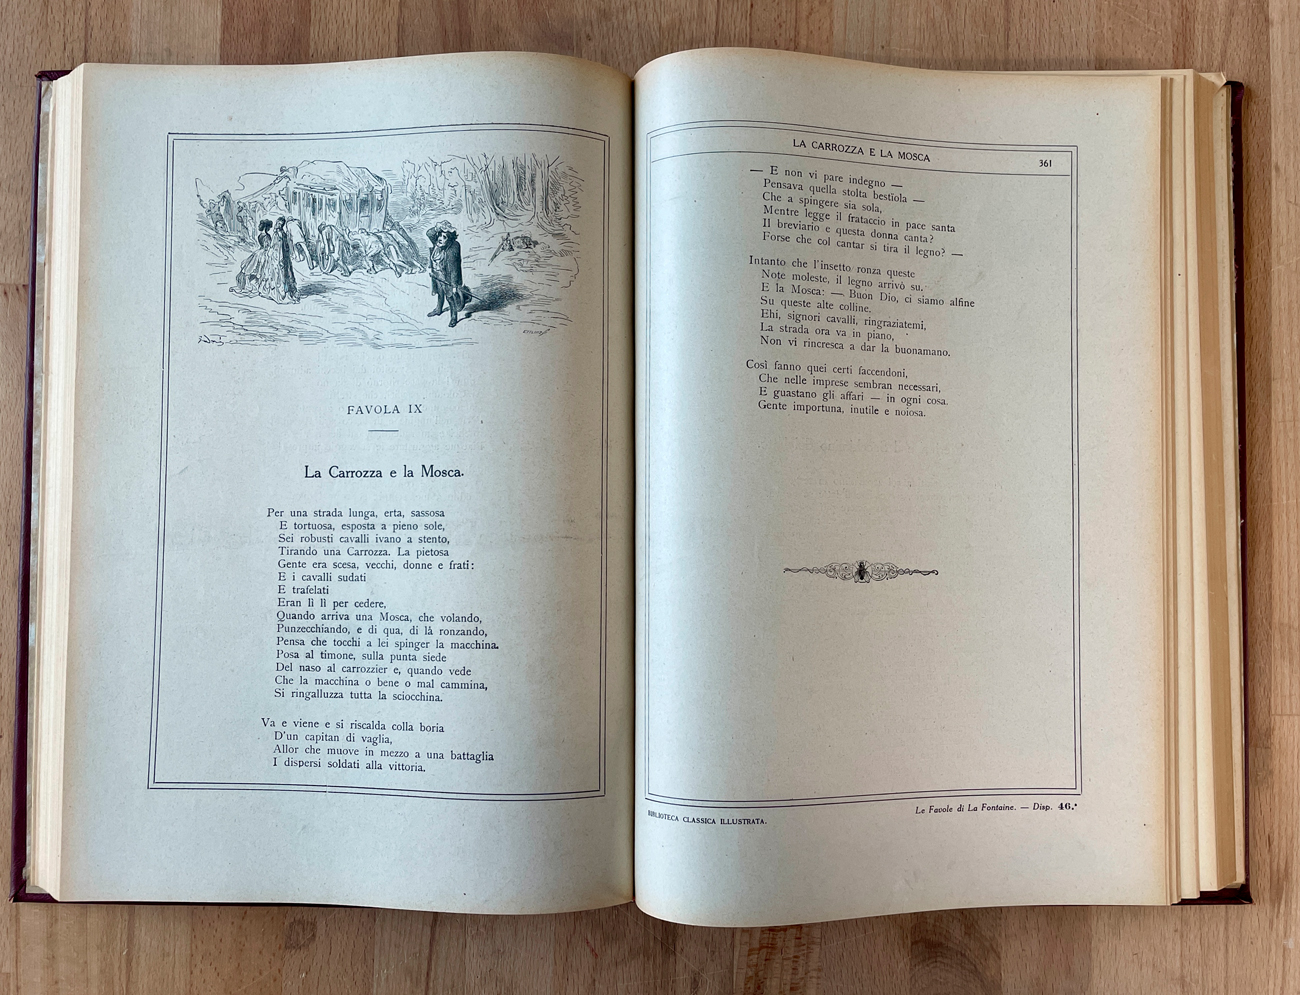 FAVOLA IX
La Carrozza e la Mosca.
Per una strada lunga, erta, sassosa
E tortuosa, esposta a pieno sole,
Sei robusti cavalli ivano a stento,
Tirando una Carrozza. La pietosa
Gente era scesa, vecchi, donne e frati:
E i cavalli sudati
E trafelati
Eran lì lì per cedere,
Quando arriva una Mosca, che volando,
Punzecchiando, e di qua, di là ronzando,
Pensa che tocchi a lei spinger la macchina.
Posa al timone, sulla punta siede
Del naso al carrozzier e, quando vede
Che la macchina o bene o mal cammina,
Si ringalluzza tutta la sciocchina.
Va e viene e si riscalda colla boria
D'un capitan di vaglia,
Allor che muove in mezzo a una battaglia
I dispersi soldati alla vittoria.
LA CARROZZA E LA MOSCA 361
— E non vi pare indegno —
Pensava quella stolta bestiola —
Che a spingere sia sola,
Mentre legge il frataccio in pace santa
Il breviario e questa donna canta?
Forse che col cantar si tira il legno? —
Intanto che l'insetto ronza queste
Note moleste, il legno arrivò su.
E la Mosca: — Buon Dio, ci siamo alfine
Su queste alte colline.
Ehi, signori cavalli, ringraziatemi,
La strada ora va in piano,
Non vi rincresca a dar la buonamano.
Così fanno quei certi faccendoni,
Che nelle imprese sembran necessari,
E guastano gli affari — in ogni cosa.
Gente importuna, inutile e noiosa.
BIBLIOTECA CLASSICA ILLUSTRATA.
Le Favole di La Fontaine. — Disp. 46.ª